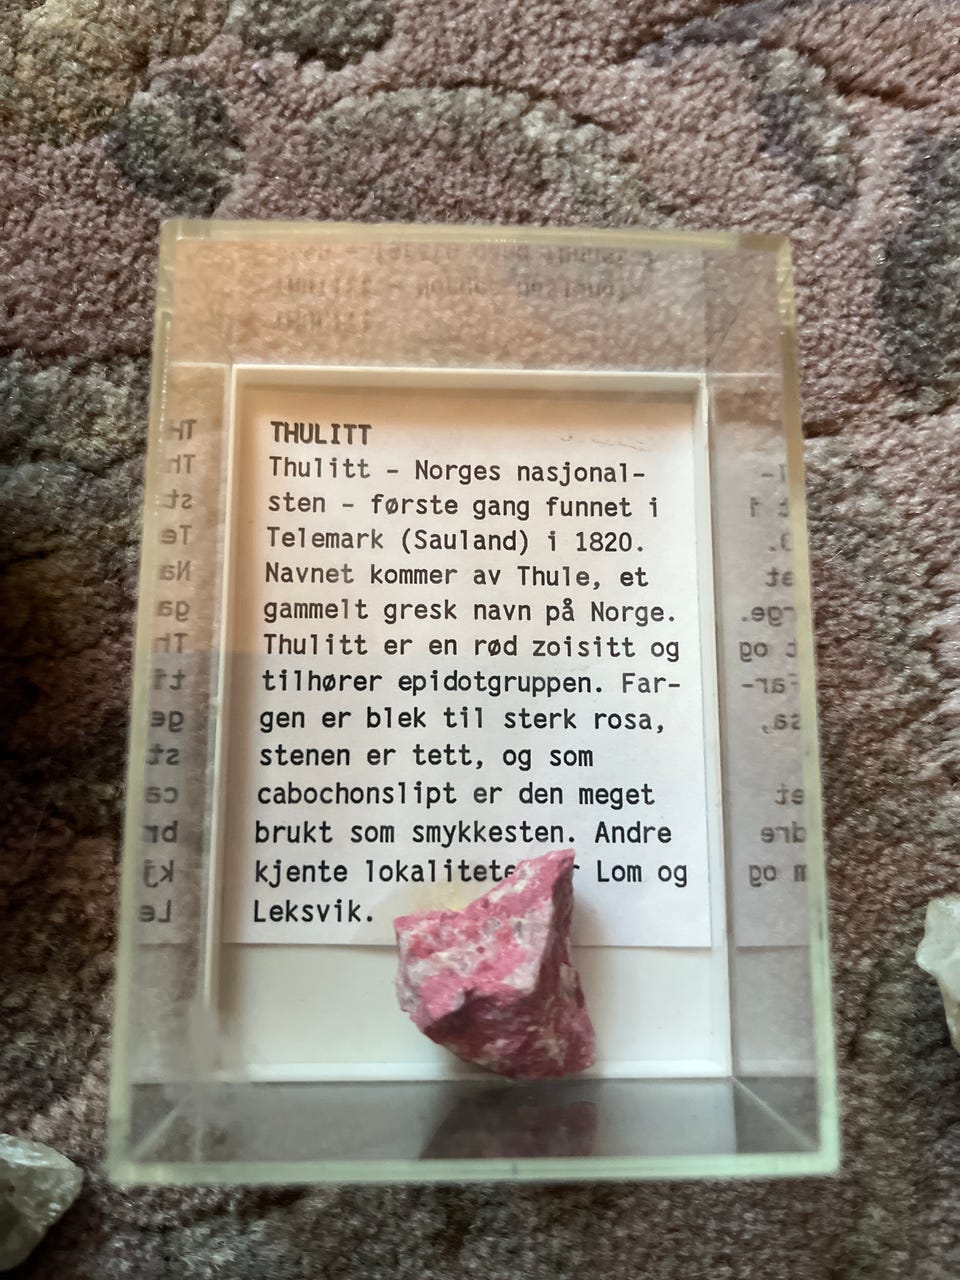 THULITT
Thulitt - Norges nasjonal-
sten - første gang funnet i
Telemark (Sauland) i 1820.
Navnet kommer av Thule, et
gammelt gresk navn på Norge.
Thulitt er en rød zoisitt og
tilhører epidotgruppen. Far-
gen er blek til sterk rosa,
stenen er tett, og som
cabochonslipt er den meget
brukt som smykkesten. Andre
kjente Lom og
Leksvik.